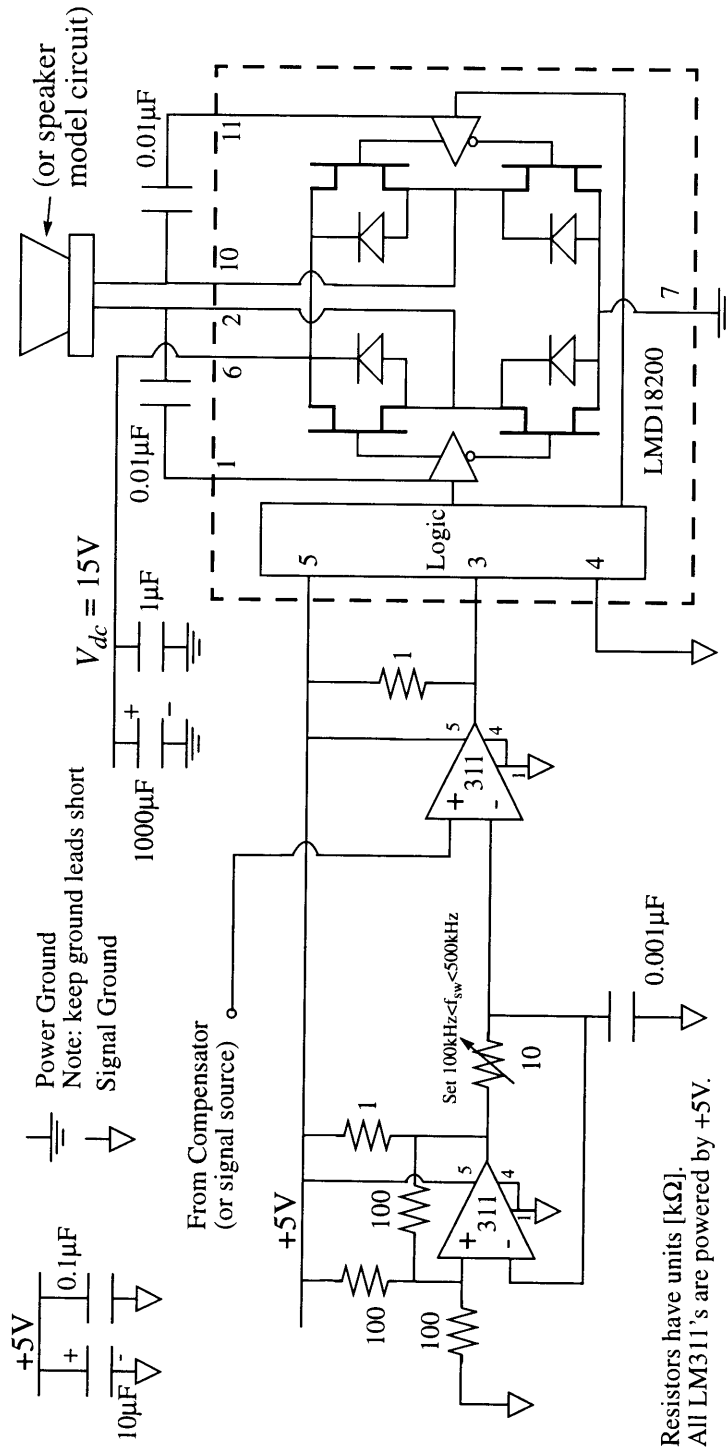 +5V
+
-
10µF
0.1µF
Power Ground
Note: keep ground leads short
Signal Ground
From Compensator
(or signal source)
+5V
100
100
100
1
+
-
311
5
4
1
Set 100kHz<f_sw<500kHz
10
0.001µF
+
-
311
5
4
1
1
1000µF
+
-
1µF
V_dc = 15V
0.01µF
0.01µF
(or speaker
model circuit)
1
6
2
10
11
5
Logic
3
4
LMD18200
7
Resistors have units [kΩ].
All LM311's are powered by +5V.